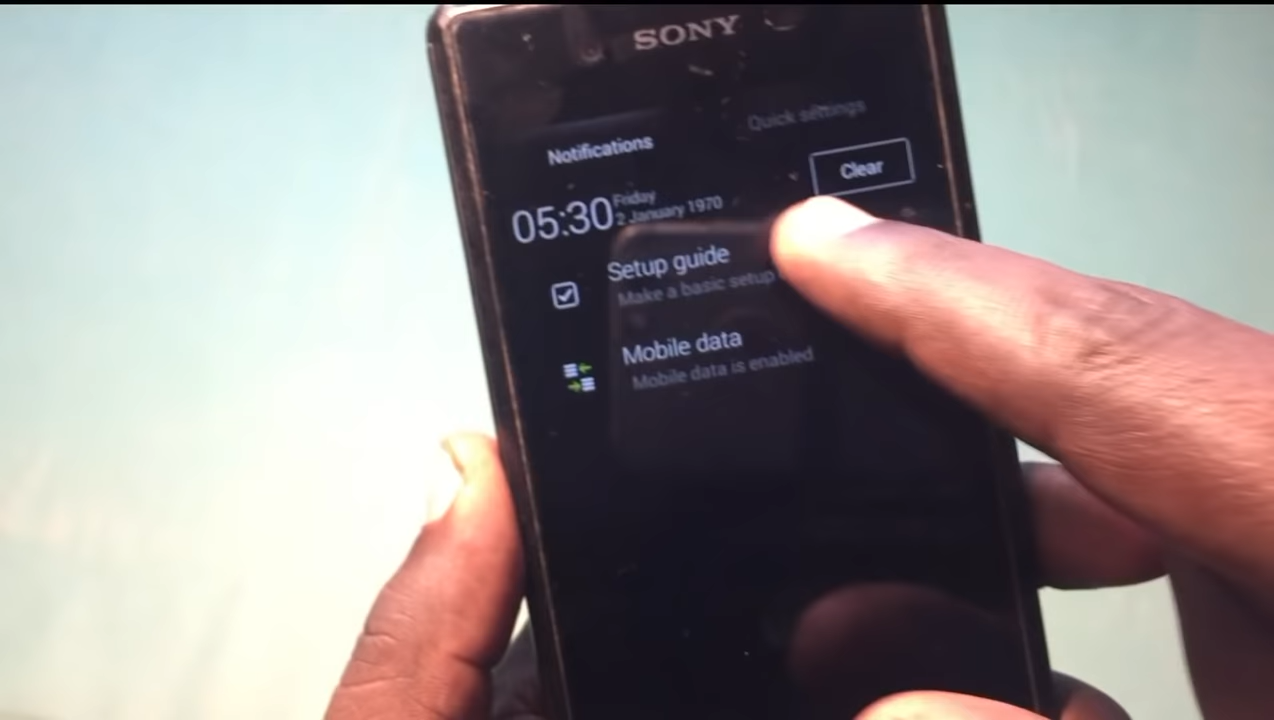 SONY
Notifications
Quick settings
05:30
Friday
2 January 1970
Clear
Setup guide
Make a basic setup
Mobile data
Mobile data is enabled